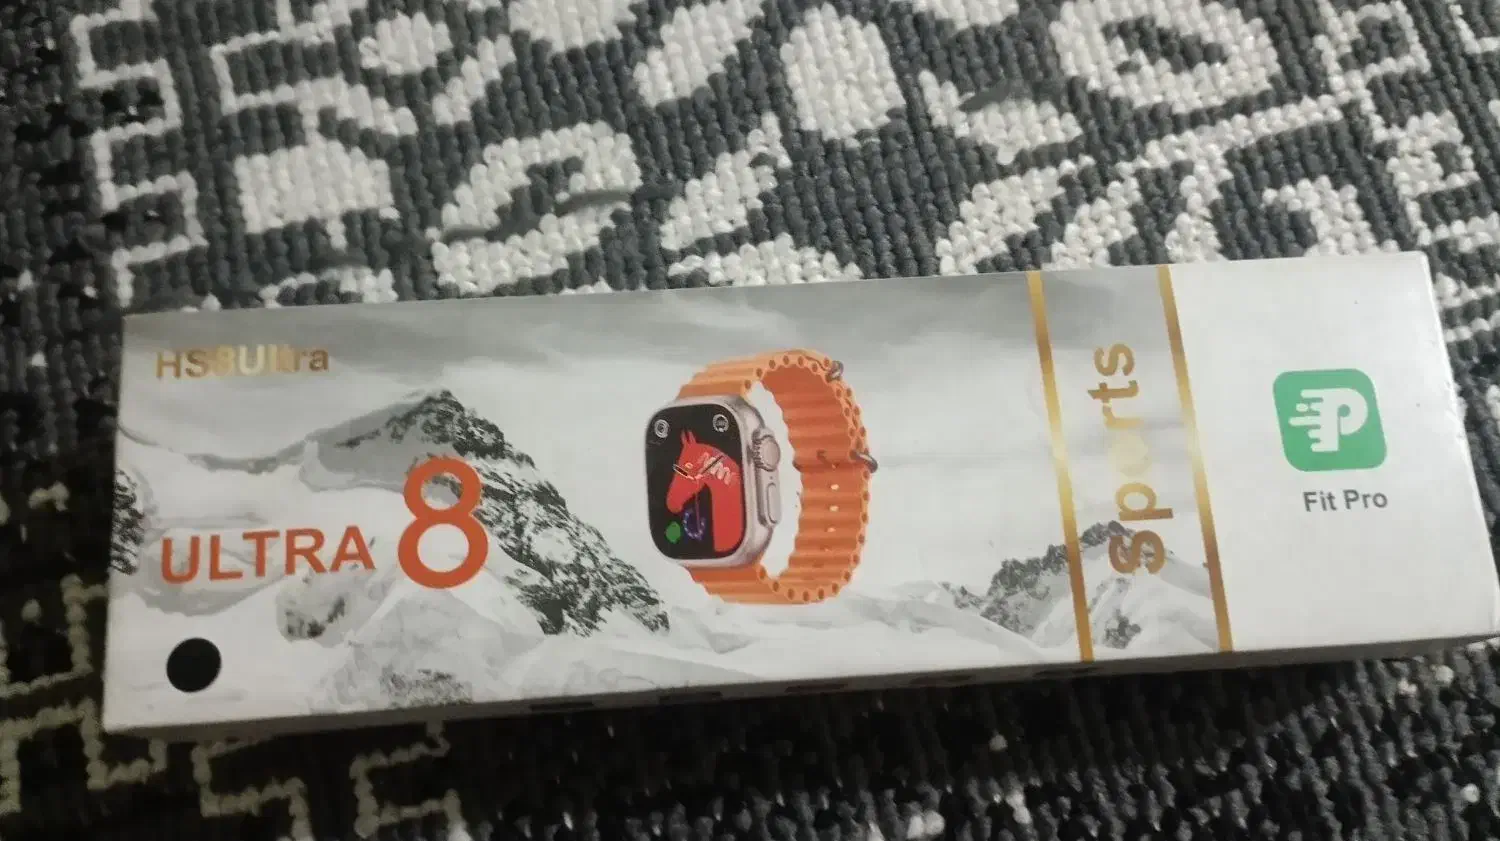 HS8Ultra
ULTRA 8
sports
Fit Pro